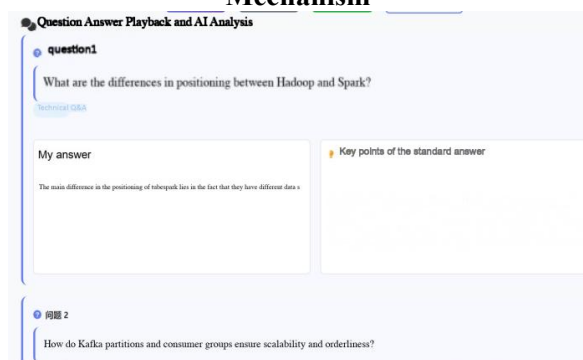 Mechanism
Question Answer Playback and AI Analysis
question1
What are the differences in positioning between Hadoop and Spark?
Technical Q&A
My answer
Key points of the standard answer
The main difference in the positioning of tubespark lies in the fact that they have different data s
问题 2
How do Kafka partitions and consumer groups ensure scalability and orderliness?